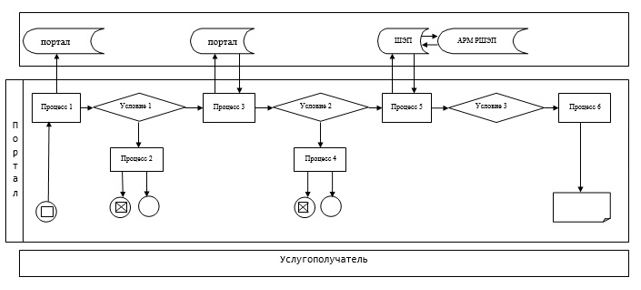 портал
портал
ШЭП
АРМ РШЭП
Портал
Процесс 1
Условие 1
Процесс 3
Условие 2
Процесс 5
Условие 3
Процесс 6
Процесс 2
Процесс 4
Услугополучатель